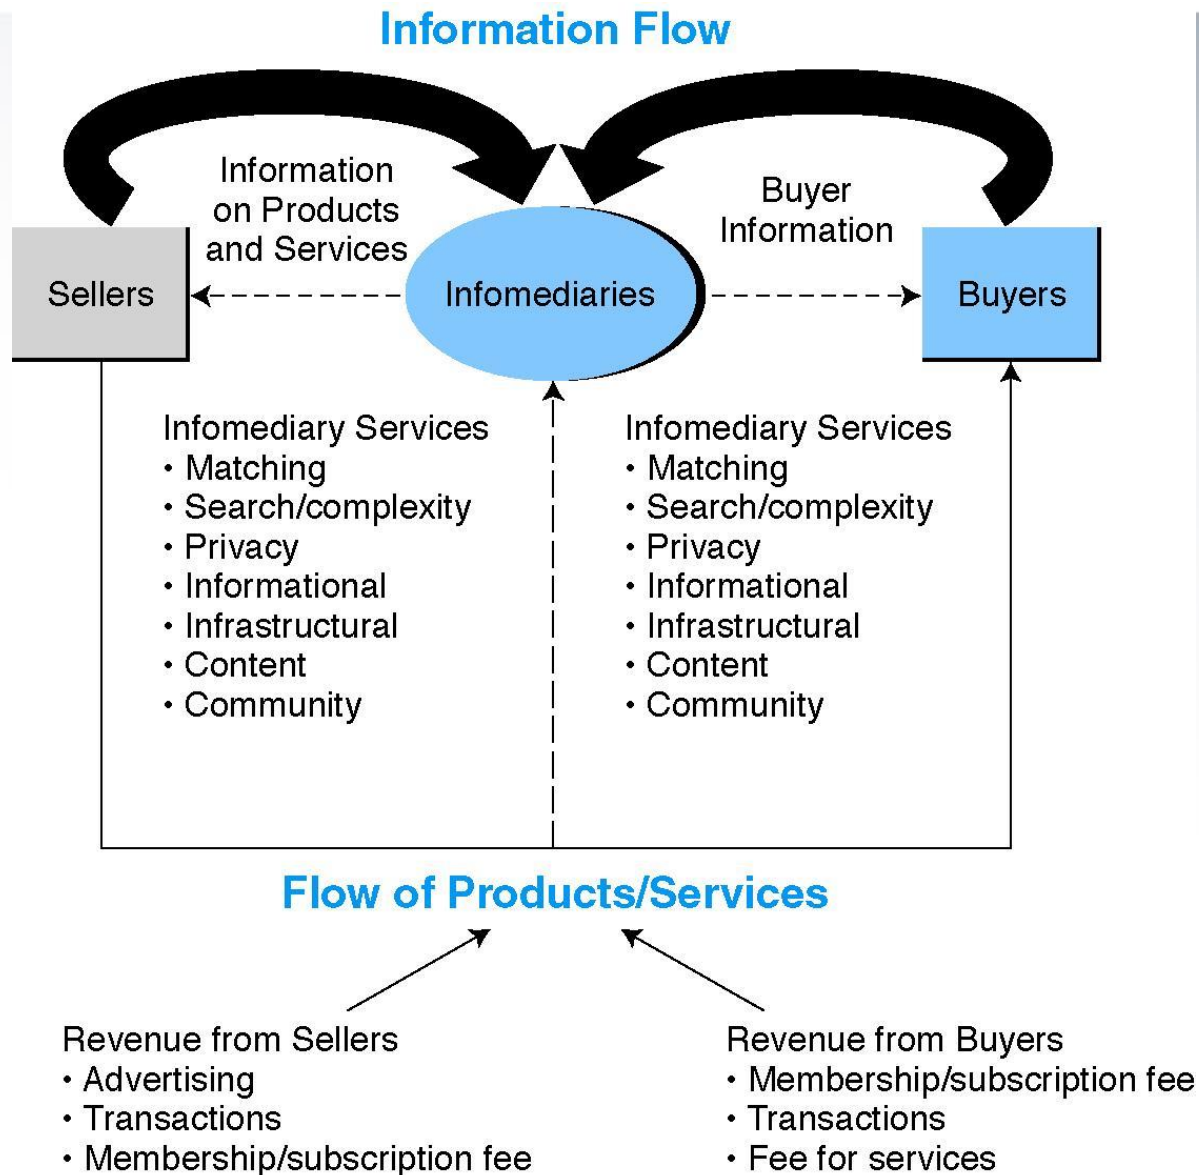 Information Flow
Information
on Products
and Services
Buyer
Information
Sellers
Infomediaries
Buyers
Infomediary Services
• Matching
• Search/complexity
• Privacy
• Informational
• Infrastructural
• Content
• Community
Infomediary Services
• Matching
• Search/complexity
• Privacy
• Informational
• Infrastructural
• Content
• Community
Flow of Products/Services
Revenue from Sellers
• Advertising
• Transactions
• Membership/subscription fee
Revenue from Buyers
• Membership/subscription fee
• Transactions
• Fee for services